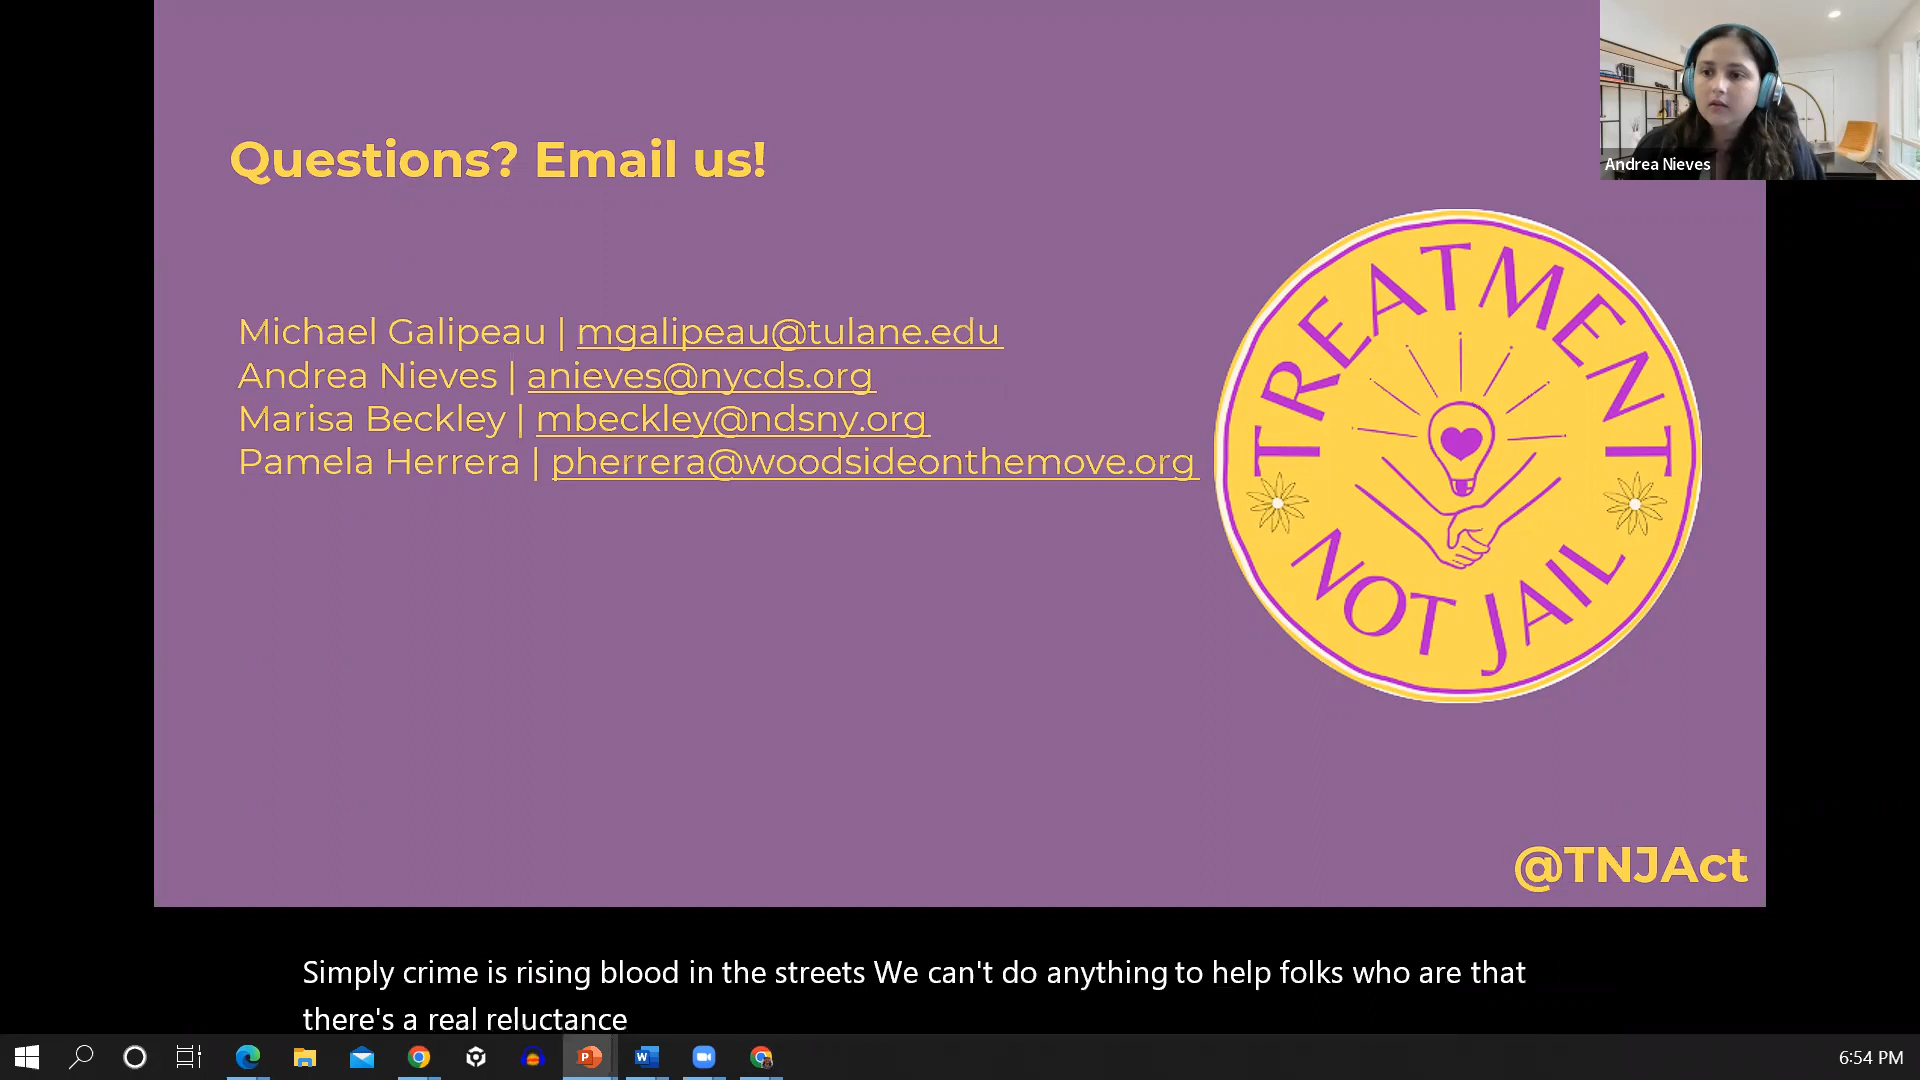 Questions? Email us!
Andrea Nieves
Michael Galipeau | mgalipeau@tulane.edu
Andrea Nieves | anieves@nycds.org
Marisa Beckley | mbeckley@ndsny.org
Pamela Herrera | pherrera@woodsideonthemove.org
TREATMENT
NOT JAIL
@TNJAct
Simply crime is rising blood in the streets We can't do anything to help folks who are that
there's a real reluctance
6:54 PM